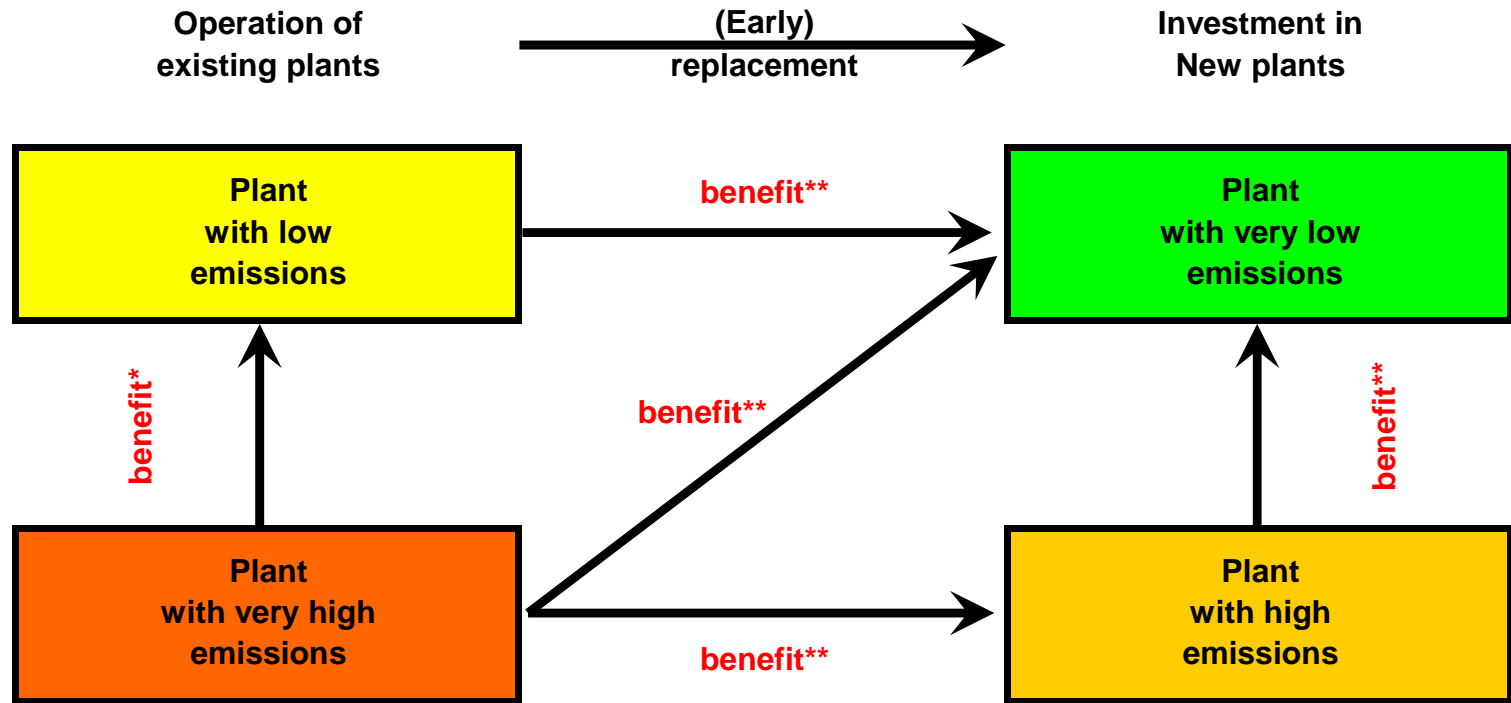 Operation of
existing plants
(Early)
replacement
Investment in
New plants
Plant
with low
emissions
benefit**
Plant
with very low
emissions
benefit*
benefit**
benefit**
Plant
with very high
emissions
benefit**
Plant
with high
emissions